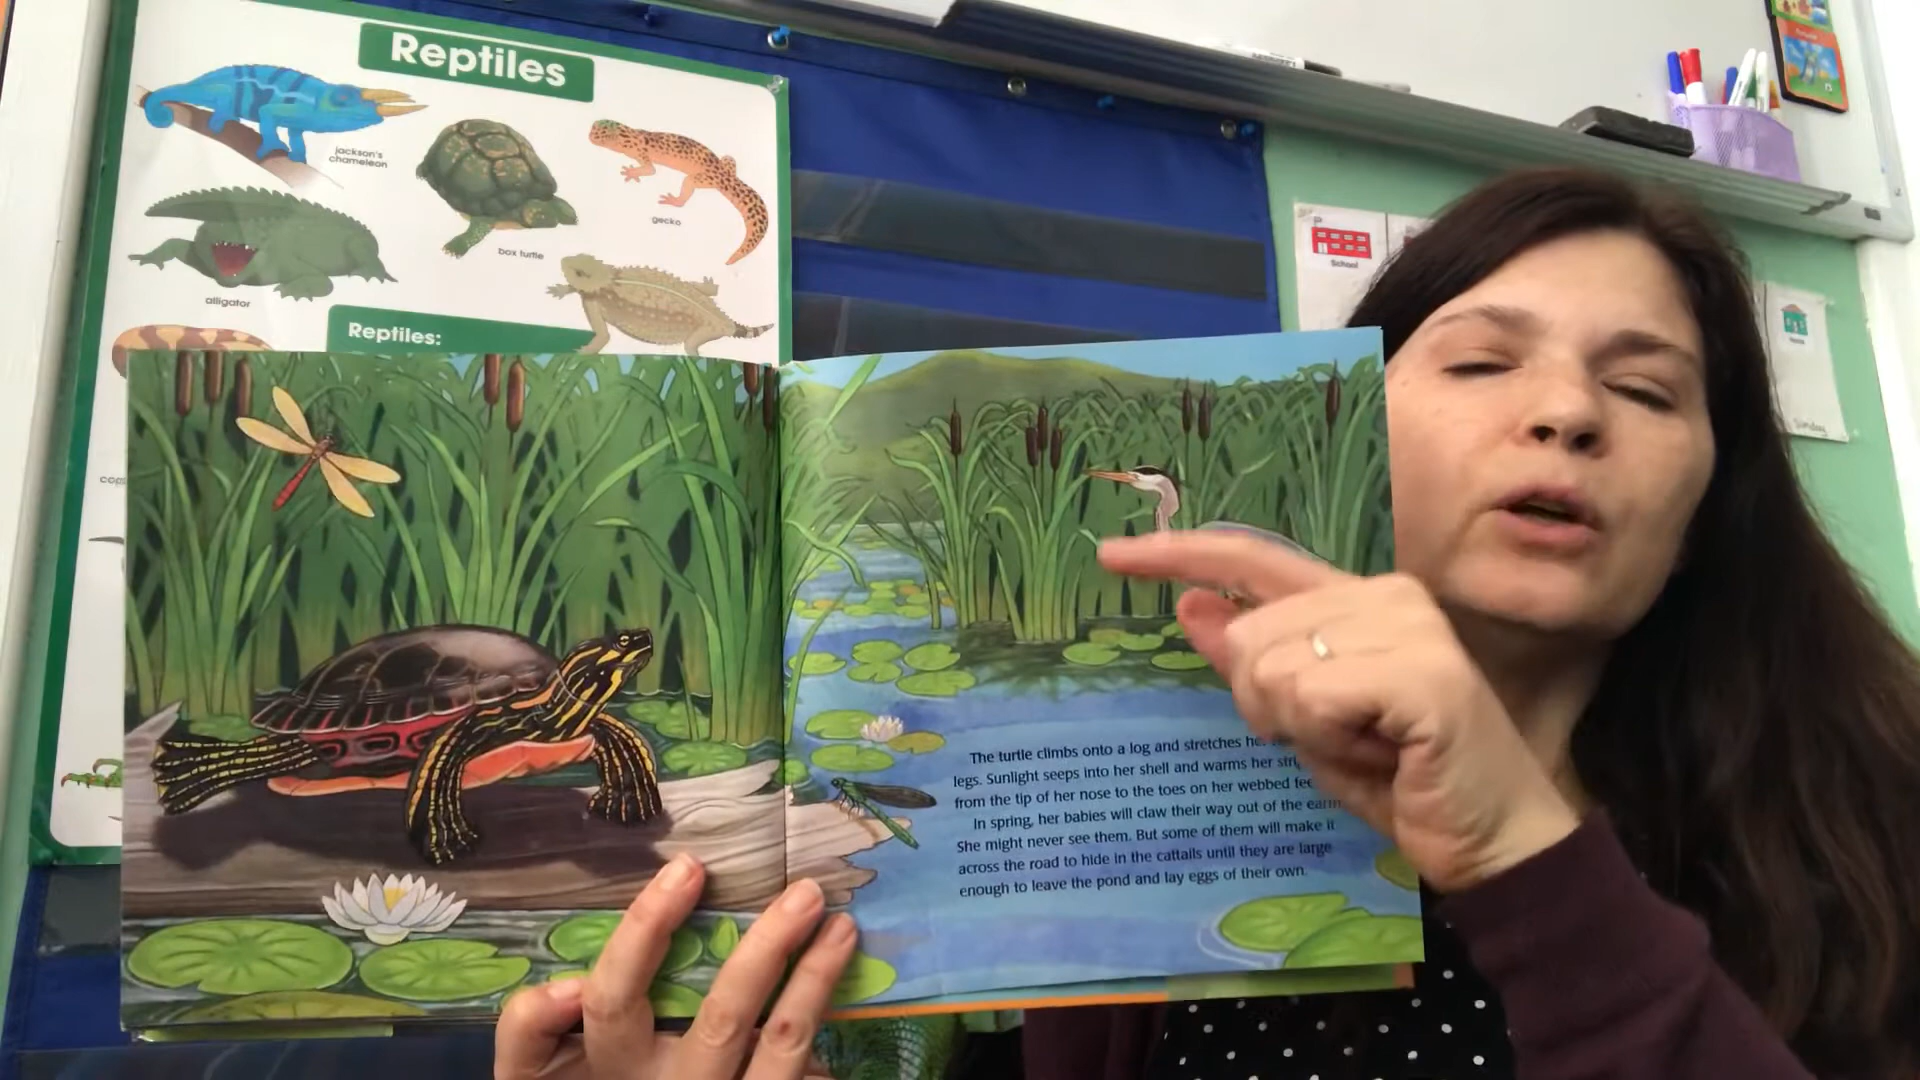 Reptiles
jackson's
chameleon
gecko
box turtle
alligator
Reptiles:
School
Home
Sunday
The turtle climbs onto a log and stretches
legs. Sunlight seeps into her shell and warms her
from the tip of her nose to the toes on her webbed
In spring, her babies will claw their way out of the earth.
She might never see them. But some of them will make it
across the road to hide in the cattails until they are large
enough to leave the pond and lay eggs of their own.